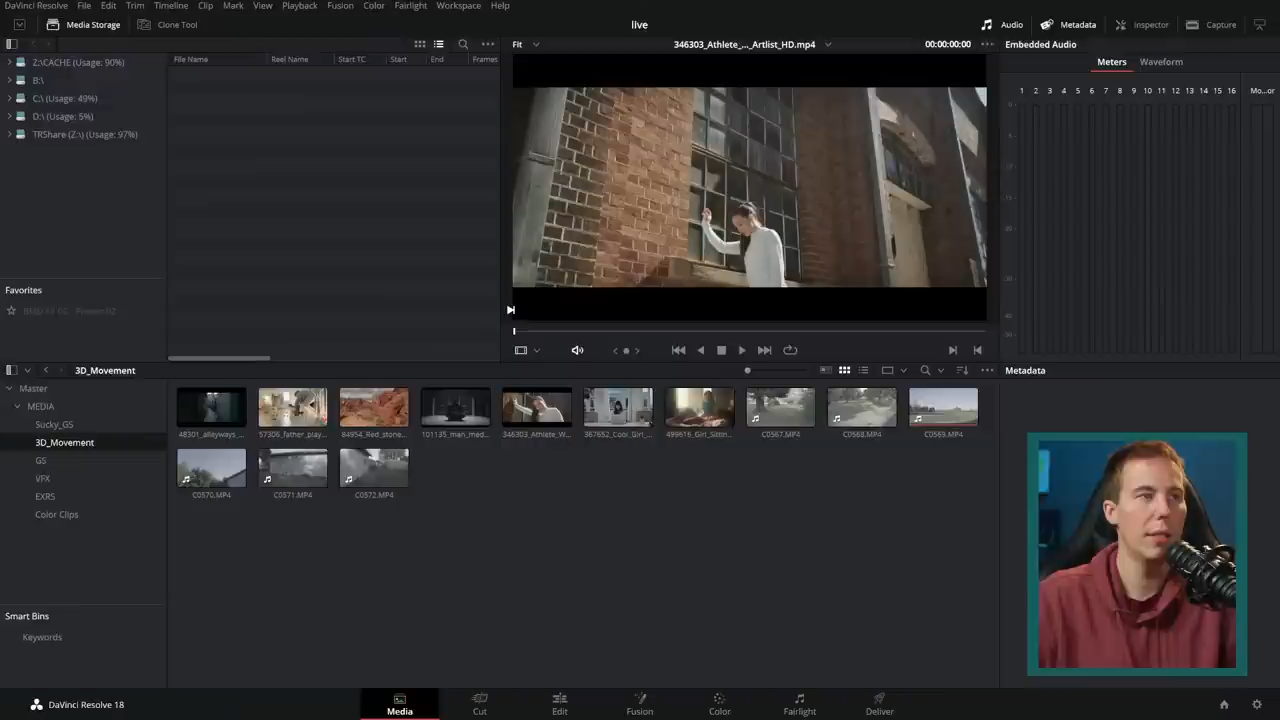 DaVinci Resolve File Edit Trim Timeline Clip Mark View Playback Fusion Color Fairlight Workspace Help
Media Storage Clone Tool
live
Audio Metadata Inspector Capture
Fit 346303_Athlete_..._Artlist_HD.mp4 00:00:00:00
Embedded Audio
File Name Reel Name Start TC Start End Frames
Z:\CACHE (Usage: 90%)
B:\
C:\ (Usage: 49%)
D:\ (Usage: 5%)
TRShare (Z:\) (Usage: 97%)
Meters Waveform
1 2 3 4 5 6 7 8 9 10 11 12 13 14 15 16 Mo...or
Favorites
3D_Movement
Metadata
Master
MEDIA
Sucky_GS
3D_Movement
GS
VFX
EXRS
Color Clips
48301_allayways_...
57306_father_play...
84954_Red_stone...
101135_man_med...
346303_Athlete_W...
367652_Cool_Girl_...
499616_Girl_Sittin...
C0567.MP4
C0568.MP4
C0569.MP4
C0570.MP4
C0571.MP4
C0572.MP4
Smart Bins
Keywords
DaVinci Resolve 18
Media Cut Edit Fusion Color Fairlight Deliver